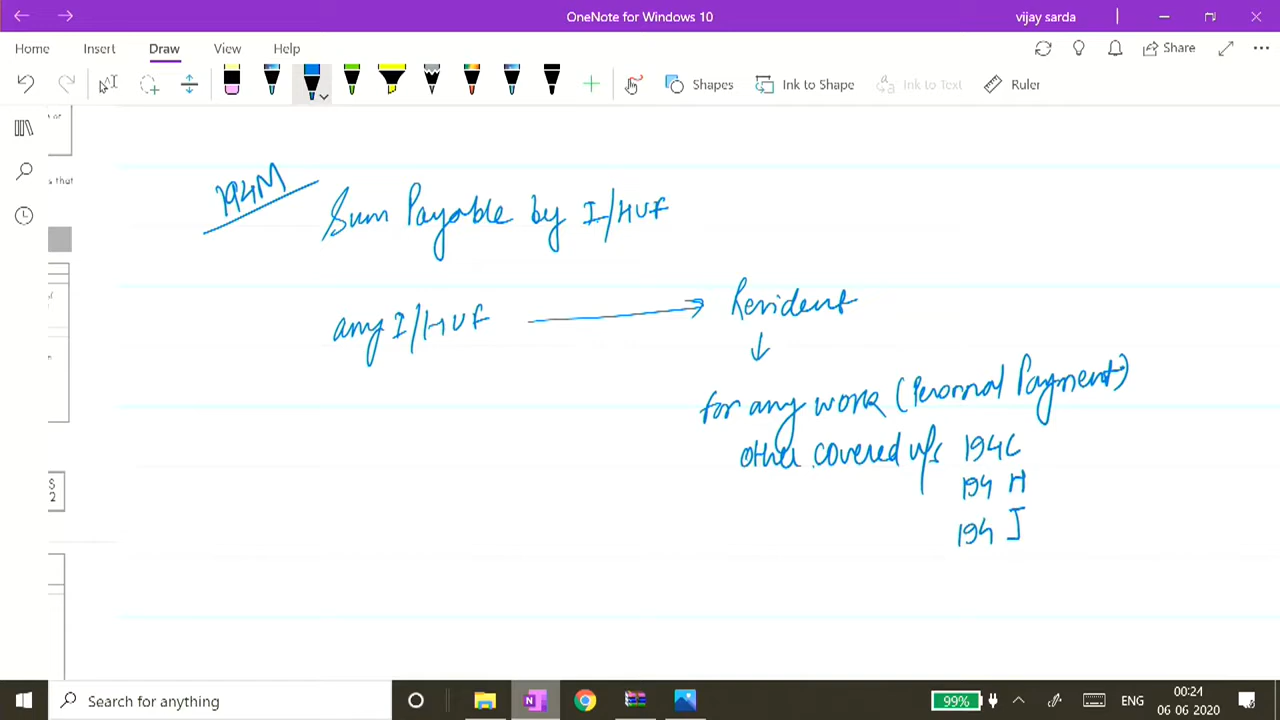 OneNote for Windows 10
vijay sarda
Home Insert Draw View Help
Share
Shapes Ink to Shape Ink to Text Ruler
s that
194M
Sum Payable by I/HUF
any I/HUF → Resident
↓
for any work (Personal Payment)
other covered u/s 194C
194 H
194 J
$
2
Search for anything
99%
ENG
00:24
06-06-2020